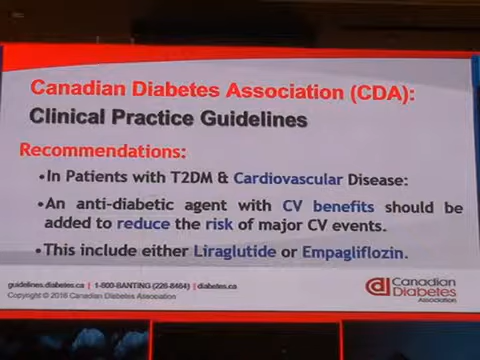 Canadian Diabetes Association (CDA):
Clinical Practice Guidelines
Recommendations:
•In Patients with T2DM & Cardiovascular Disease:
•An anti-diabetic agent with CV benefits should be
added to reduce the risk of major CV events.
•This include either Liraglutide or Empagliflozin.
guidelines.diabetes.ca | 1-800-BANTING (226-8464) | diabetes.ca
Copyright © 2016 Canadian Diabetes Association
Canadian
Diabetes
Association